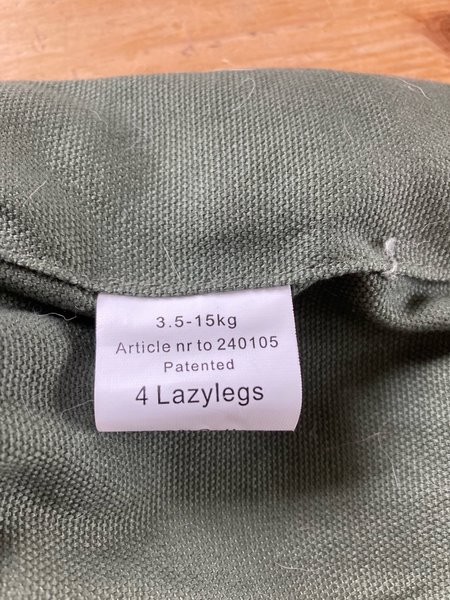 3.5-15kg
Article nr to 240105
Patented
4 Lazylegs